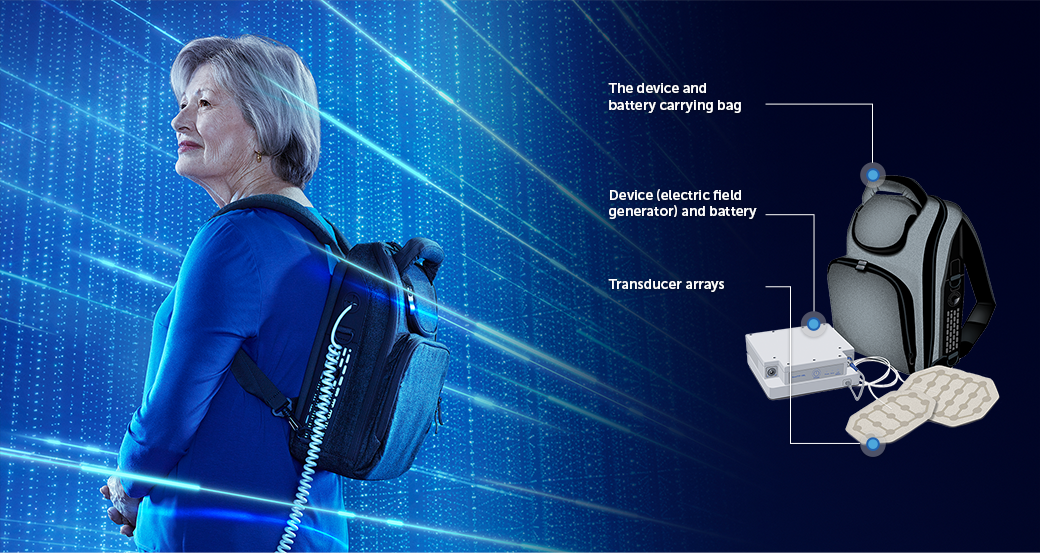 The device and
battery carrying bag
Device (electric field
generator) and battery
Transducer arrays